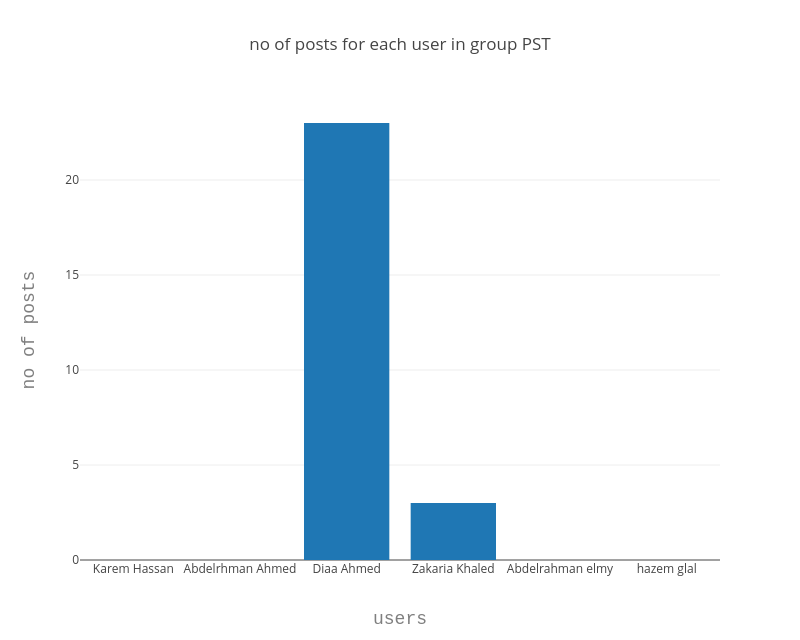 no of posts for each user in group PST
20
15
10
5
0
no of posts
Karem Hassan
Abdelrhman Ahmed
Diaa Ahmed
Zakaria Khaled
Abdelrahman elmy
hazem glal
users